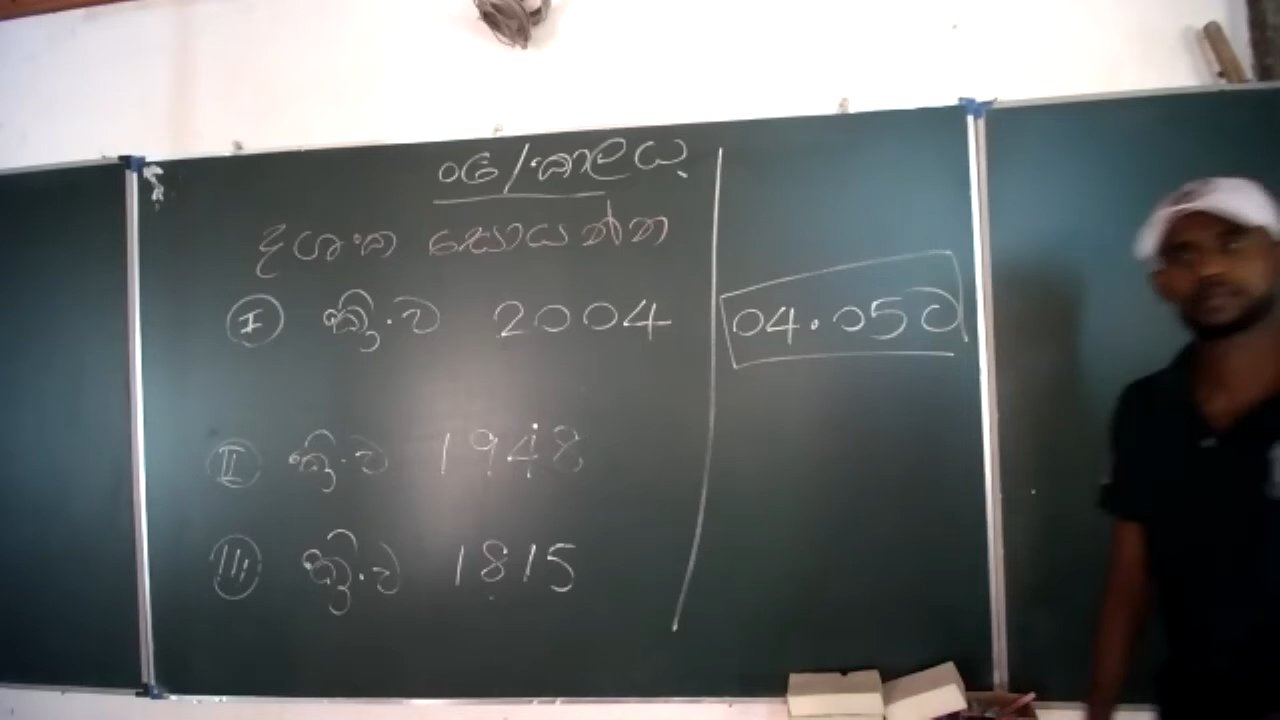 06/කාලය.
දශක සොයන්න
I ක්‍රි.ව 2004
04.05ට
II ක්‍රි.ව 1948
III ක්‍රි.ව 1815